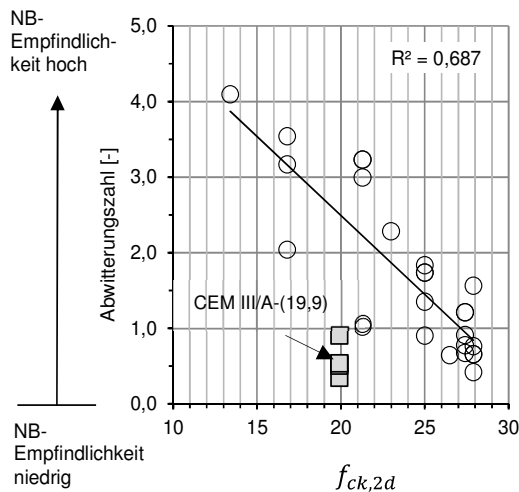 NB-
Empfindlich-
keit hoch
Abwitterungszahl [-]
5,0
4,0
3,0
2,0
1,0
0,0
R² = 0,687
CEM III/A-(19,9)
10 15 20 25 30
NB-
Empfindlichkeit
niedrig
fck,2d